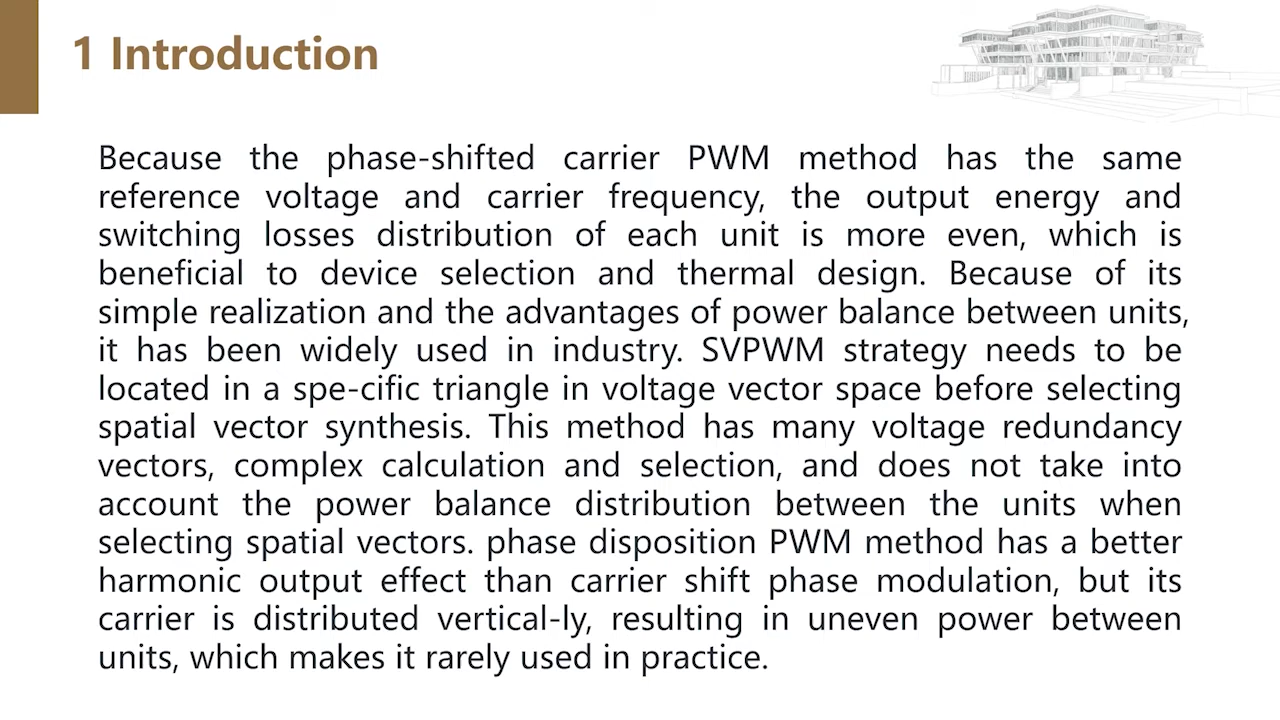 1 Introduction
Because the phase-shifted carrier PWM method has the same
reference voltage and carrier frequency, the output energy and
switching losses distribution of each unit is more even, which is
beneficial to device selection and thermal design. Because of its
simple realization and the advantages of power balance between units,
it has been widely used in industry. SVPWM strategy needs to be
located in a spe-cific triangle in voltage vector space before selecting
spatial vector synthesis. This method has many voltage redundancy
vectors, complex calculation and selection, and does not take into
account the power balance distribution between the units when
selecting spatial vectors. phase disposition PWM method has a better
harmonic output effect than carrier shift phase modulation, but its
carrier is distributed vertical-ly, resulting in uneven power between
units, which makes it rarely used in practice.